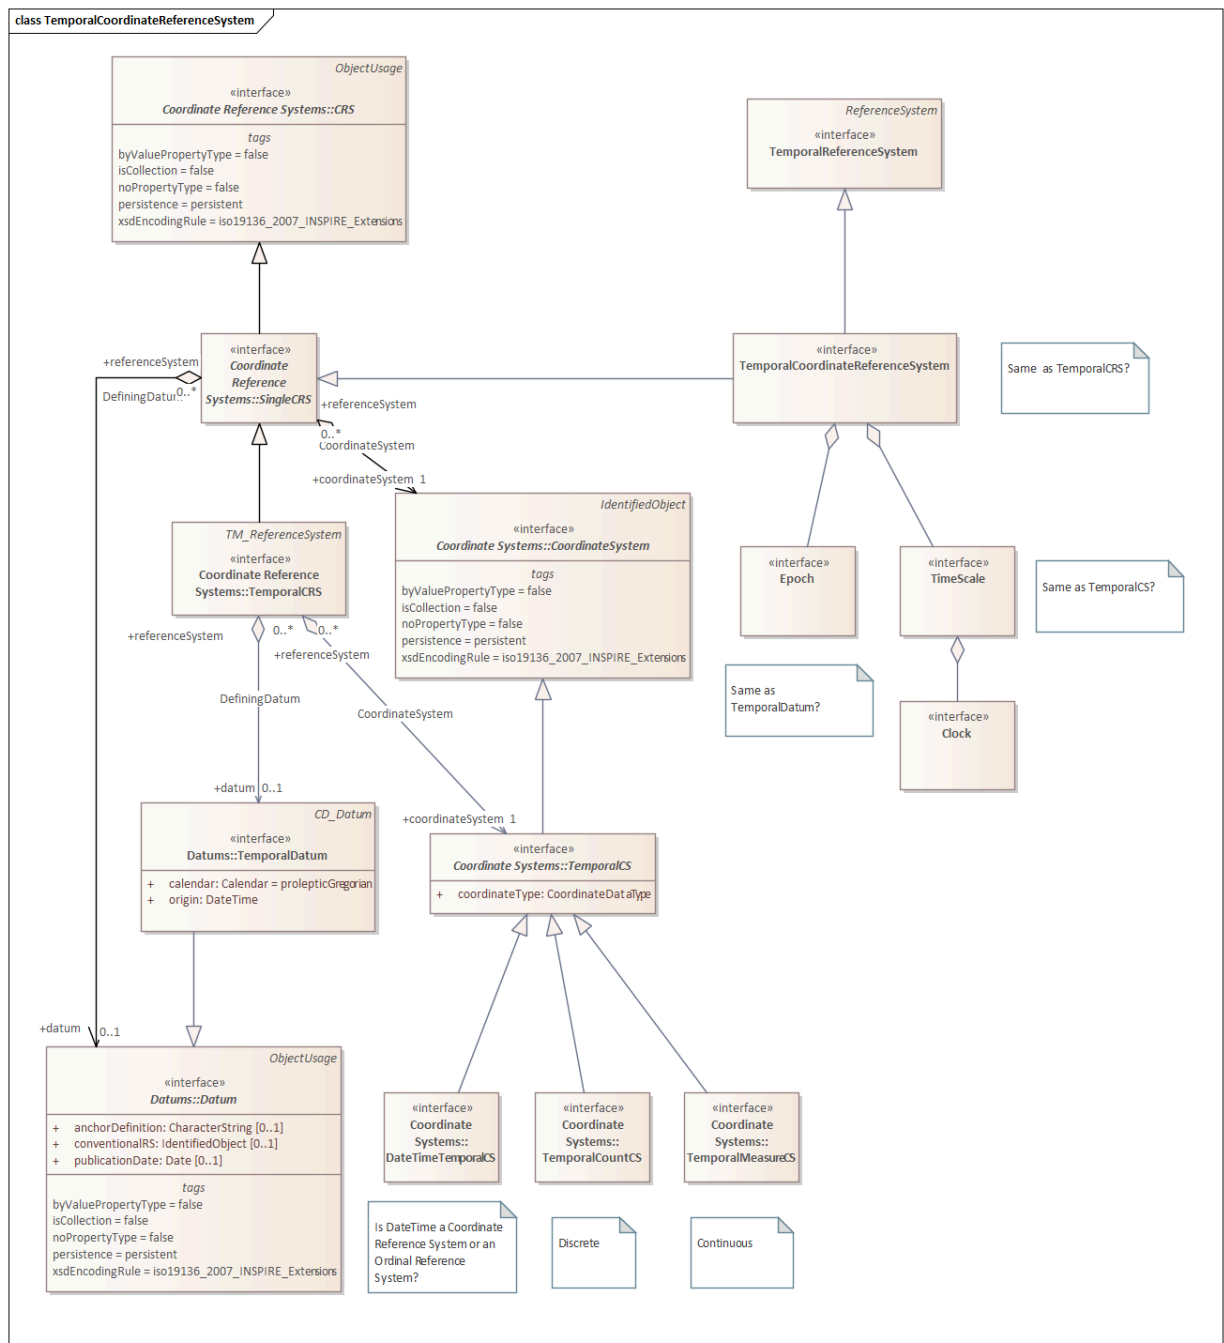 class TemporalCoordinateReferenceSystem
ObjectUsage
«interface»
Coordinate Reference Systems::CRS
tags
byValuePropertyType = false
isCollection = false
noPropertyType = false
persistence = persistent
xsdEncodingRule = iso19136_2007_INSPIRE_Extensions
ReferenceSystem
«interface»
TemporalReferenceSystem
«interface»
Coordinate
Reference
Systems::SingleCRS
+referenceSystem
0..*
DefiningDatum
+referenceSystem
0..*
CoordinateSystem
+coordinateSystem 1
«interface»
TemporalCoordinateReferenceSystem
Same as TemporalCRS?
TM_ReferenceSystem
«interface»
Coordinate Reference
Systems::TemporalCRS
IdentifiedObject
«interface»
Coordinate Systems::CoordinateSystem
tags
byValuePropertyType = false
isCollection = false
noPropertyType = false
persistence = persistent
xsdEncodingRule = iso19136_2007_INSPIRE_Extensions
«interface»
Epoch
«interface»
TimeScale
Same as TemporalCS?
+referenceSystem
0..*
0..*
+referenceSystem
DefiningDatum
CoordinateSystem
Same as
TemporalDatum?
«interface»
Clock
+datum 0..1
+coordinateSystem 1
CD_Datum
«interface»
Datums::TemporalDatum
+ calendar: Calendar = prolepticGregorian
+ origin: DateTime
«interface»
Coordinate Systems::TemporalCS
+ coordinateType: CoordinateDataType
+datum
0..1
ObjectUsage
«interface»
Datums::Datum
+ anchorDefinition: CharacterString [0..1]
+ conventionalRS: IdentifiedObject [0..1]
+ publicationDate: Date [0..1]
tags
byValuePropertyType = false
isCollection = false
noPropertyType = false
persistence = persistent
xsdEncodingRule = iso19136_2007_INSPIRE_Extensions
«interface»
Coordinate
Systems::
DateTimeTemporalCS
«interface»
Coordinate
Systems::
TemporalCountCS
«interface»
Coordinate
Systems::
TemporalMeasureCS
Is DateTime a Coordinate
Reference System or an
Ordinal Reference
System?
Discrete
Continuous